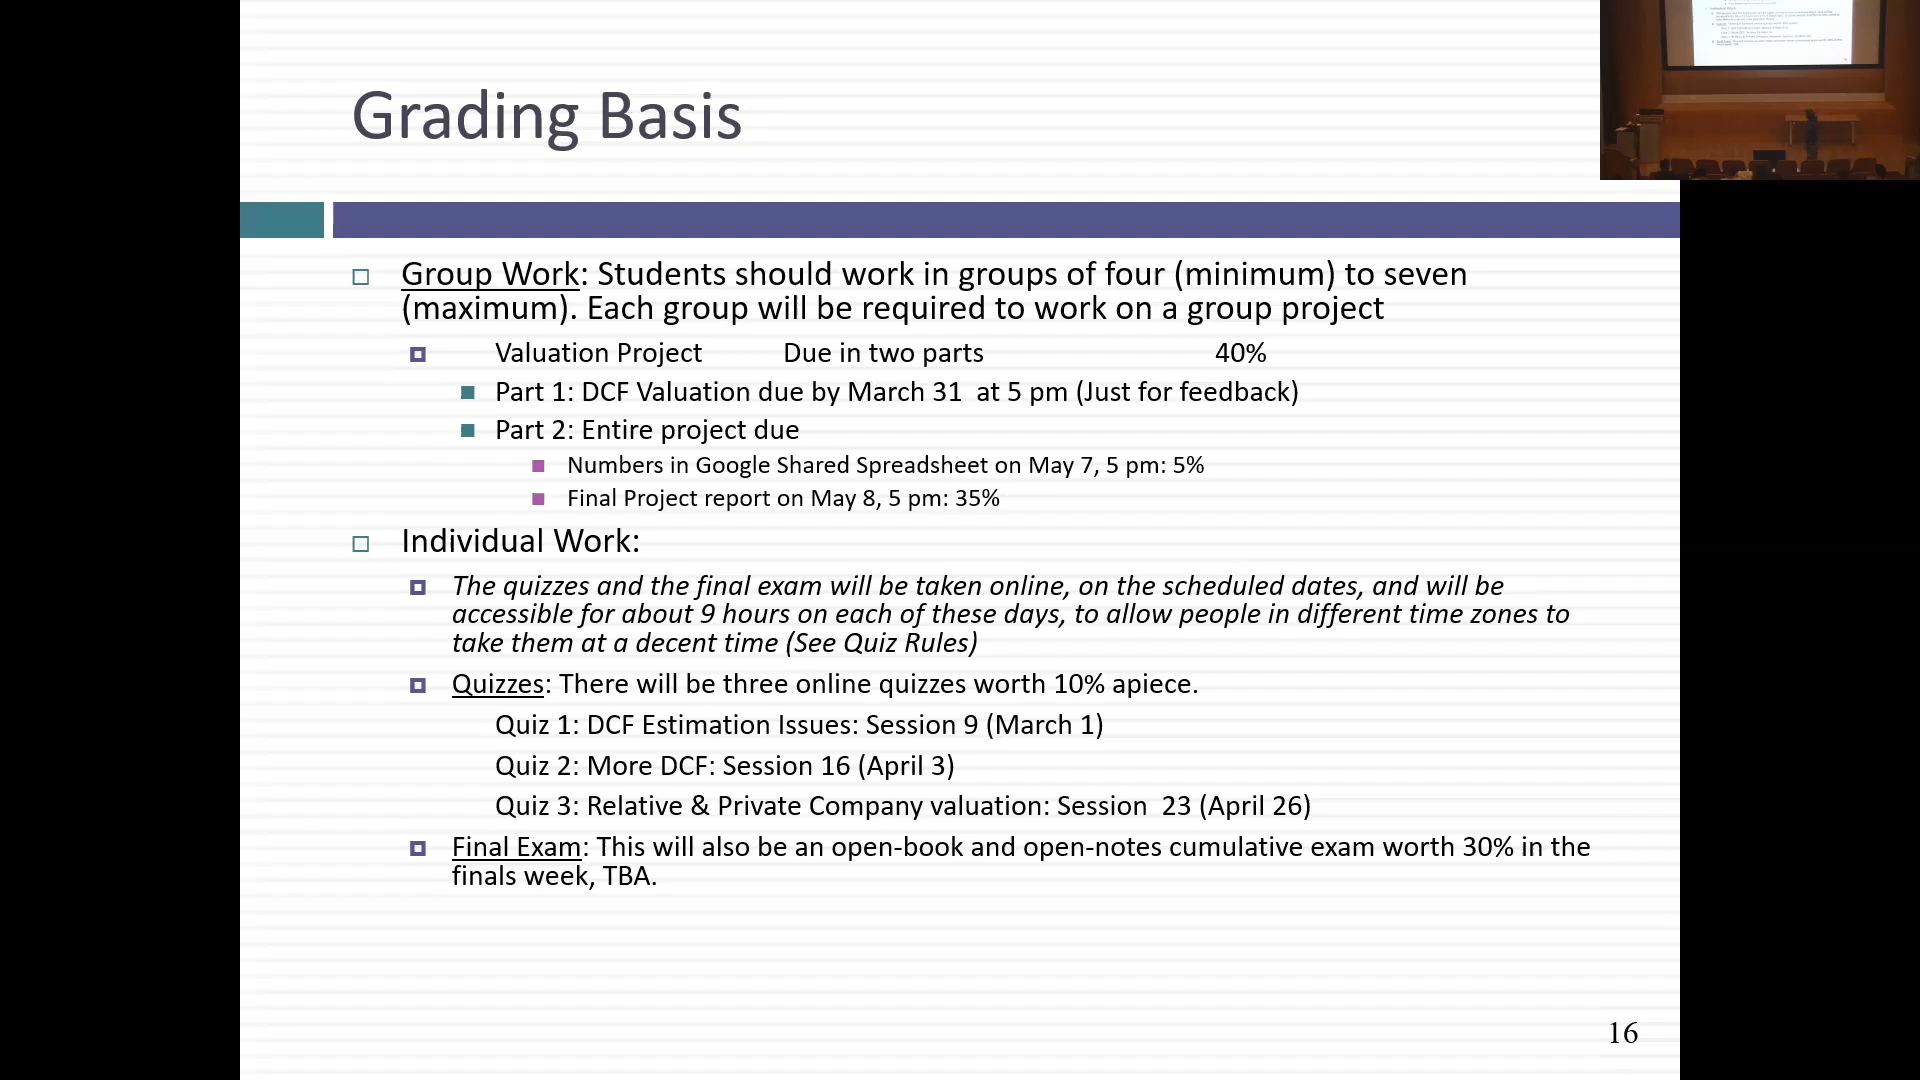 Grading Basis
Group Work: Students should work in groups of four (minimum) to seven
(maximum). Each group will be required to work on a group project
Valuation Project Due in two parts 40%
Part 1: DCF Valuation due by March 31 at 5 pm (Just for feedback)
Part 2: Entire project due
Numbers in Google Shared Spreadsheet on May 7, 5 pm: 5%
Final Project report on May 8, 5 pm: 35%
Individual Work:
The quizzes and the final exam will be taken online, on the scheduled dates, and will be
accessible for about 9 hours on each of these days, to allow people in different time zones to
take them at a decent time (See Quiz Rules)
Quizzes: There will be three online quizzes worth 10% apiece.
Quiz 1: DCF Estimation Issues: Session 9 (March 1)
Quiz 2: More DCF: Session 16 (April 3)
Quiz 3: Relative & Private Company valuation: Session 23 (April 26)
Final Exam: This will also be an open-book and open-notes cumulative exam worth 30% in the
finals week, TBA.
16